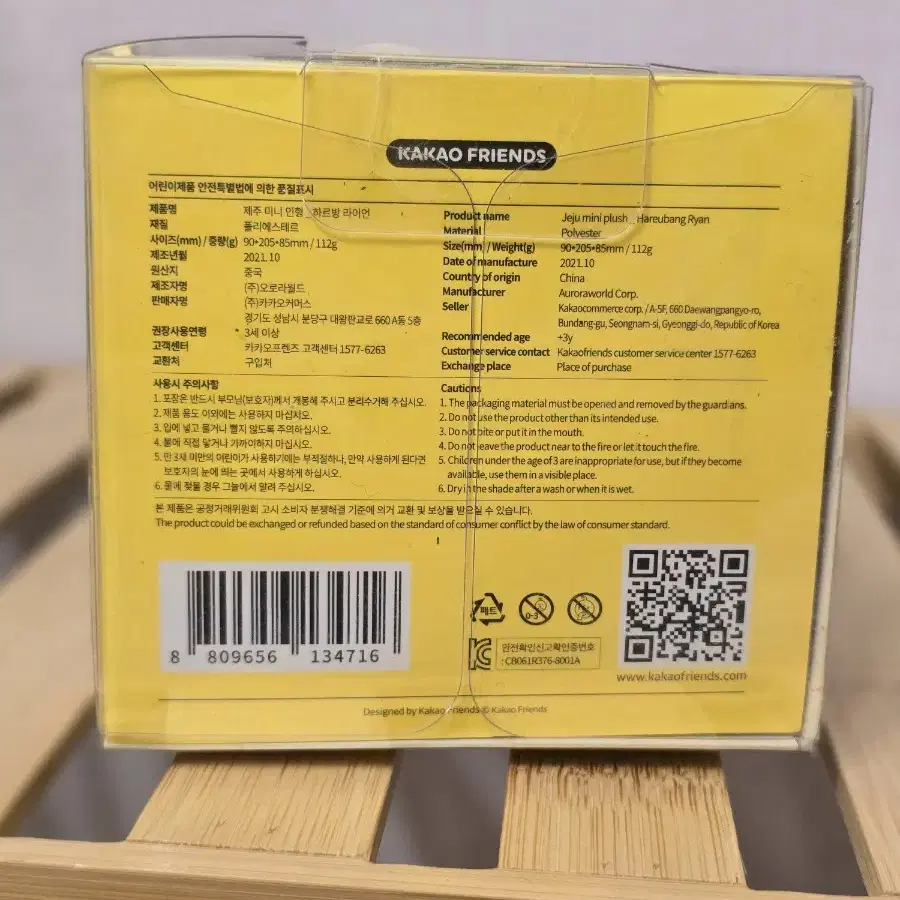 KAKAO FRIENDS
어린이제품 안전특별법에 의한 품질표시
제품명 제주 미니 인형_하르방 라이언
재질 폴리에스테르
사이즈(mm) / 중량(g) 90*205*85mm / 112g
제조년월 2021.10
원산지 중국
제조자명 (주)오로라월드
판매자명 (주)카카오커머스
경기도 성남시 분당구 대왕판교로 660 A동 5층
권장사용연령 3세 이상
고객센터 카카오프렌즈 고객센터 1577-6263
교환처 구입처
Product name Jeju mini plush _ Hareubang Ryan
Material Polyester
Size(mm) / Weight(g) 90*205*85mm / 112g
Date of manufacture 2021.10
Country of origin China
Manufacturer Auroraworld Corp.
Seller Kakaocommerce corp. / A-5F, 660 Daewangpangyo-ro,
Bundang-gu, Seongnam-si, Gyeonggi-do, Republic of Korea
Recommended age +3y
Customer service contact Kakaofriends customer service center 1577-6263
Exchange place Place of purchase
사용시 주의사항
1. 포장은 반드시 부모님(보호자)께서 개봉해 주시고 분리수거해 주십시오.
2. 제품 용도 이외에는 사용하지 마십시오.
3. 입에 넣고 물거나 빨지 않도록 주의하십시오.
4. 불에 직접 닿거나 가까이하지 마십시오.
5. 만 3세 미만의 어린이가 사용하기에는 부적절하나, 만약 사용하게 된다면
보호자의 눈에 띄는 곳에서 사용하게 하십시오.
6. 물에 젖을 경우 그늘에서 말려 주십시오.
Cautions
1. The packaging material must be opened and removed by the guardians.
2. Do not use the product other than its intended use.
3. Do not bite or put it in the mouth.
4. Do not leave the product near to the fire or let it touch the fire.
5. Children under the age of 3 are inappropriate for use, but if they become
available, use them in a visible place.
6. Dry in the shade after a wash or when it is wet.
본 제품은 공정거래위원회 고시 소비자 분쟁해결 기준에 의거 교환 및 보상을 받으실 수 있습니다.
The product could be exchanged or refunded based on the standard of consumer conflict by the law of consumer standard.
8 809656 134716
페트
0-3
안전확인신고확인증번호
: CB061R376-8001A
www.kakaofriends.com
Designed by Kakao Friends © Kakao Friends